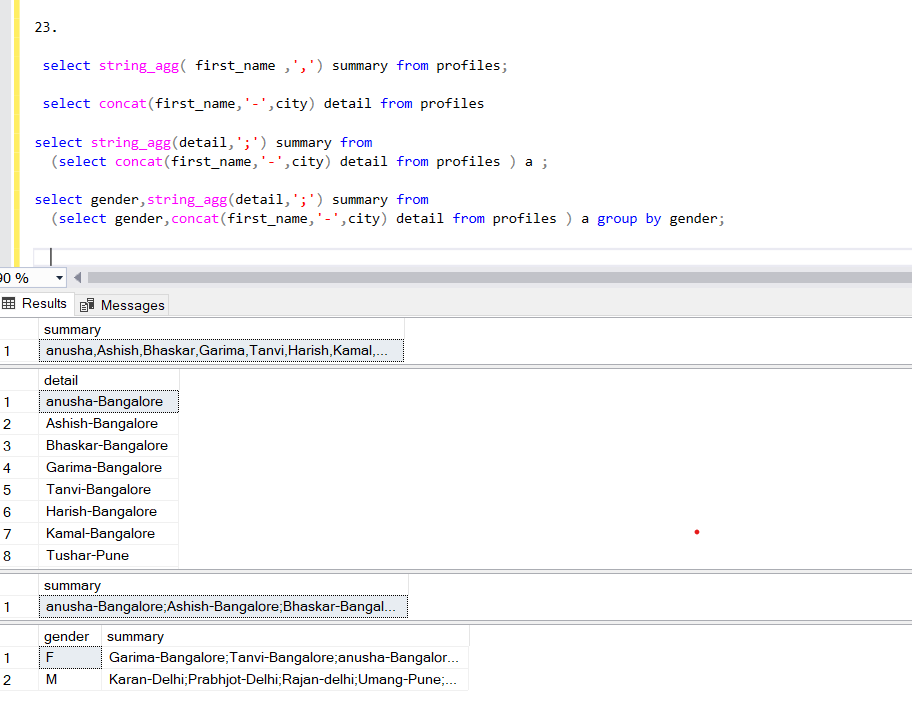 23.
select string_agg( first_name ,',') summary from profiles;
select concat(first_name,'-',city) detail from profiles
select string_agg(detail,';') summary from
(select concat(first_name,'-',city) detail from profiles ) a ;
select gender,string_agg(detail,';') summary from
(select gender,concat(first_name,'-',city) detail from profiles ) a group by gender;
90 %
Results Messages
summary
1 anusha,Ashish,Bhaskar,Garima,Tanvi,Harish,Kamal,...
detail
1 anusha-Bangalore
2 Ashish-Bangalore
3 Bhaskar-Bangalore
4 Garima-Bangalore
5 Tanvi-Bangalore
6 Harish-Bangalore
7 Kamal-Bangalore
8 Tushar-Pune
summary
1 anusha-Bangalore;Ashish-Bangalore;Bhaskar-Bangal...
gender summary
1 F Garima-Bangalore;Tanvi-Bangalore;anusha-Bangalor...
2 M Karan-Delhi;Prabhjot-Delhi;Rajan-delhi;Umang-Pune;...